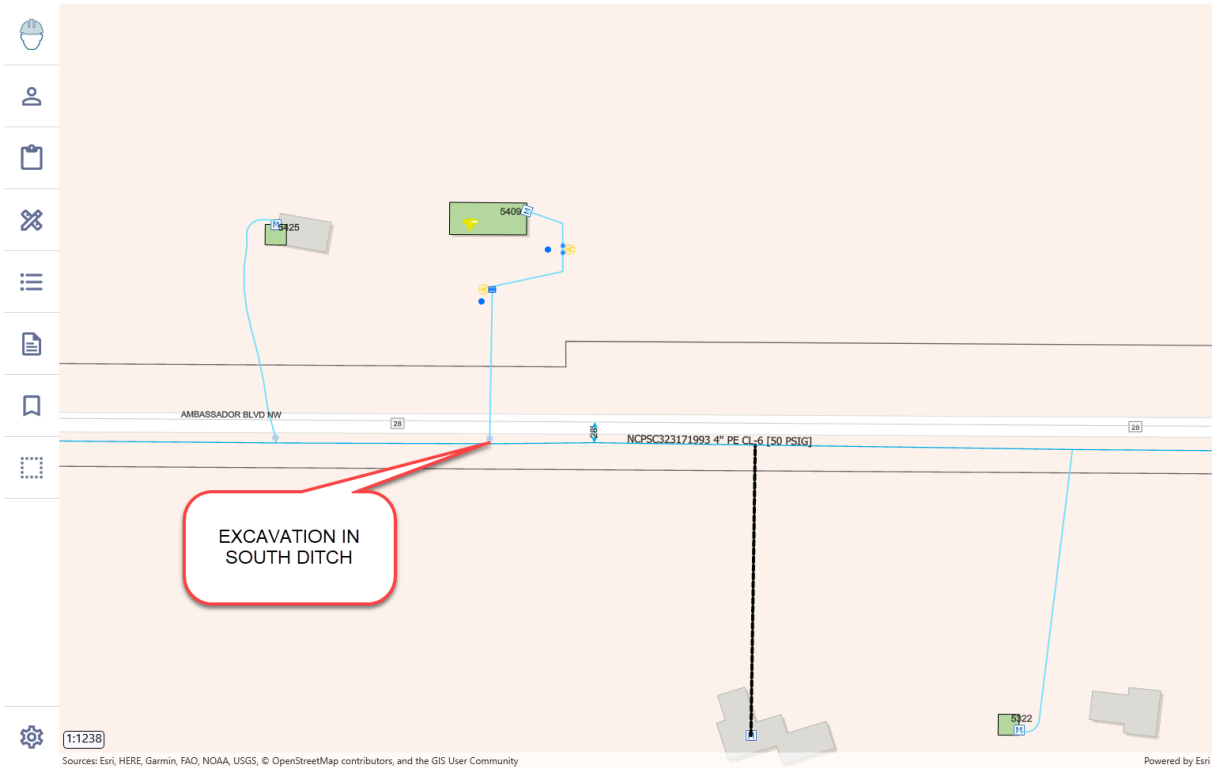 5409
M
M
5425
AMBASSADOR BLVD NW
28
28
28
NCPSC323171993 4" PE CL-6 [50 PSIG]
EXCAVATION IN
SOUTH DITCH
5322
M
M
1:1238
Sources: Esri, HERE, Garmin, FAO, NOAA, USGS, © OpenStreetMap contributors, and the GIS User Community
Powered by Esri